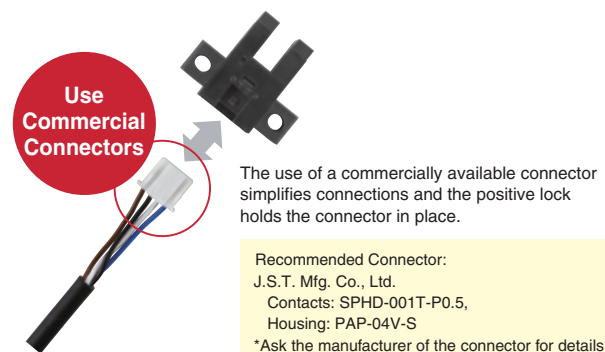 Use
Commercial
Connectors
The use of a commercially available connector
simplifies connections and the positive lock
holds the connector in place.
Recommended Connector:
J.S.T. Mfg. Co., Ltd.
Contacts: SPHD-001T-P0.5,
Housing: PAP-04V-S
*Ask the manufacturer of the connector for details